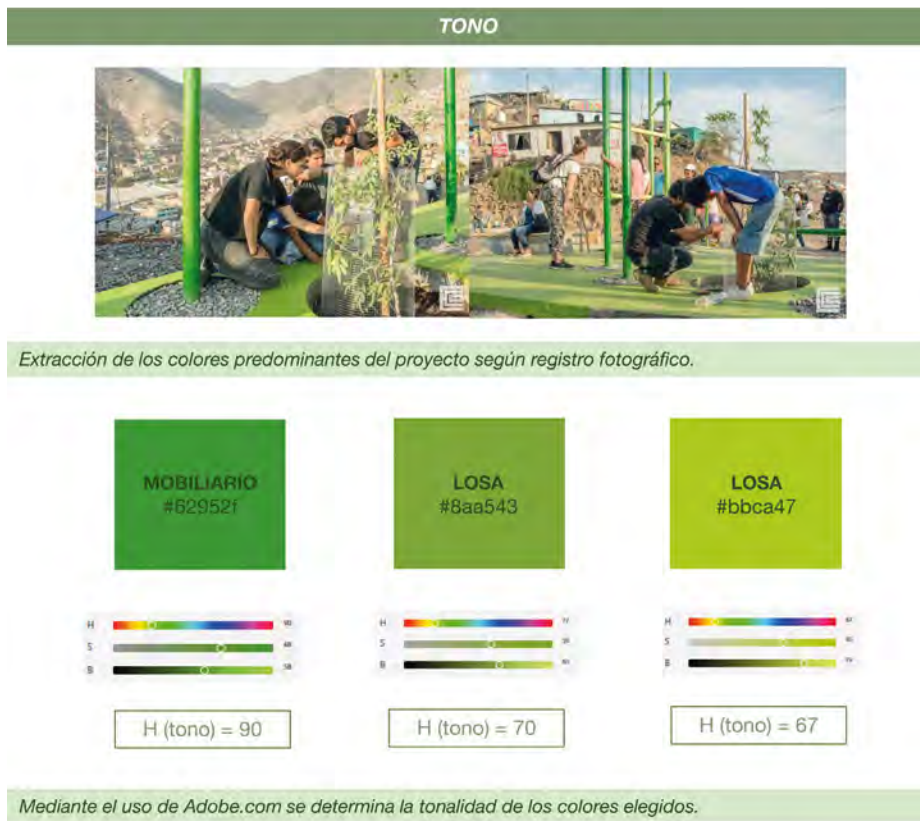 TONO
Extracción de los colores predominantes del proyecto según registro fotográfico.
MOBILIARIO
#62952f
LOSA
#8aa543
LOSA
#bbca47
H
S
B
H
S
B
H
S
B
H (tono) = 90
H (tono) = 70
H (tono) = 67
Mediante el uso de Adobe.com se determina la tonalidad de los colores elegidos.